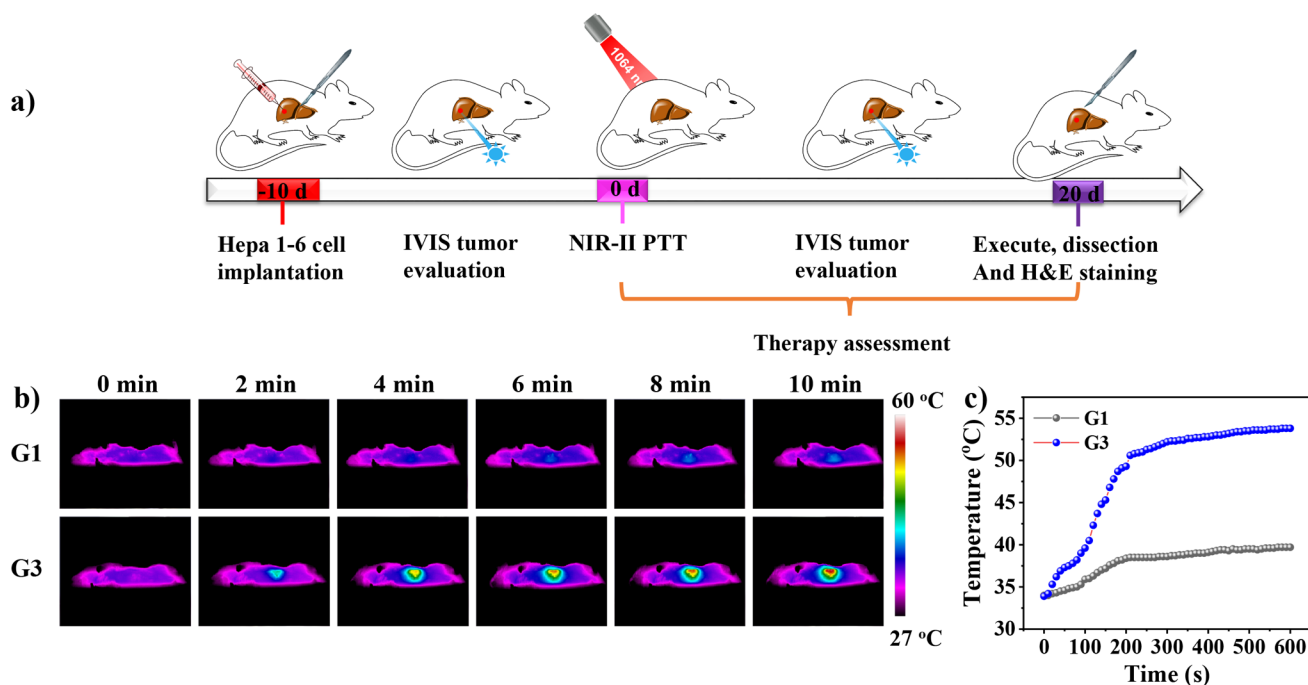 a)
1064 nm
-10 d
0 d
20 d
Hepa 1-6 cell
implantation
IVIS tumor
evaluation
NIR-II PTT
IVIS tumor
evaluation
Execute, dissection
And H&E staining
Therapy assessment
b)
0 min
2 min
4 min
6 min
8 min
10 min
G1
G3
60 °C
27 °C
c)
G1
G3
Temperature (°C)
55
50
45
40
35
30
0
100
200
300
400
500
600
Time (s)